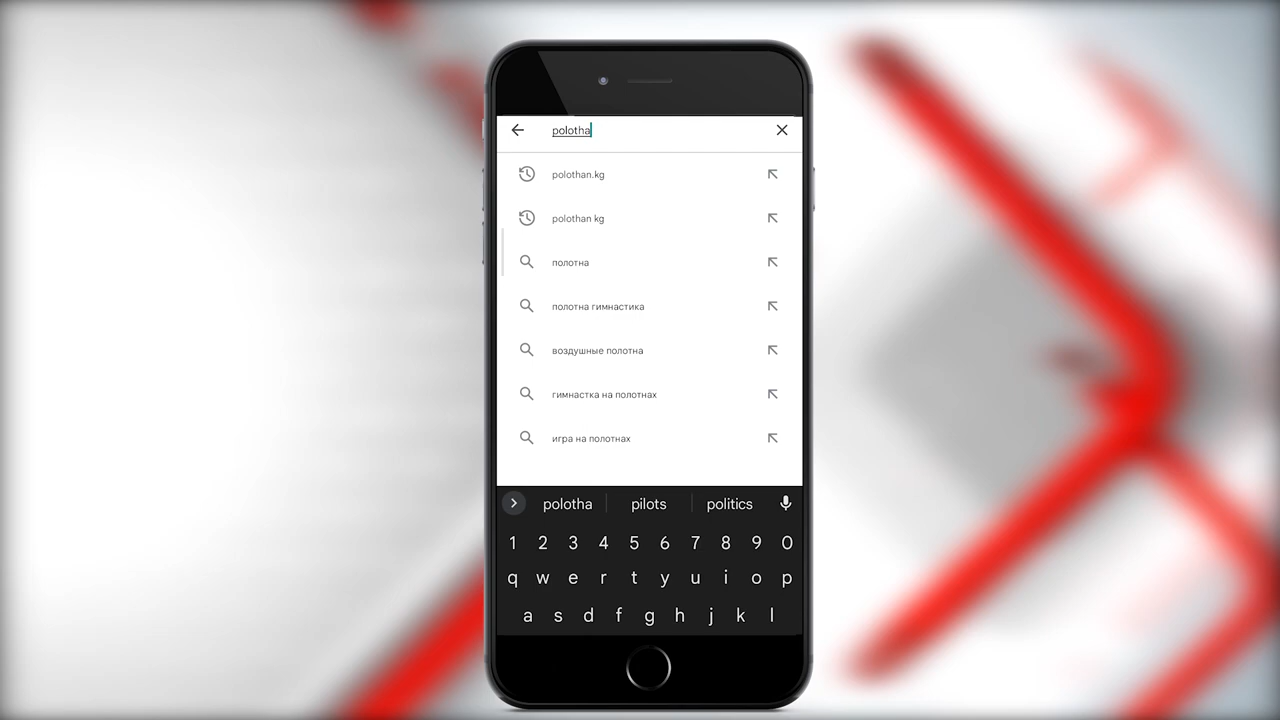 polotha
polothan.kg
polothan kg
полотна
полотна гимнастика
воздушные полотна
гимнастка на полотнах
игра на полотнах
polotha pilots politics
1 2 3 4 5 6 7 8 9 0
q w e r t y u i o p
a s d f g h j k l